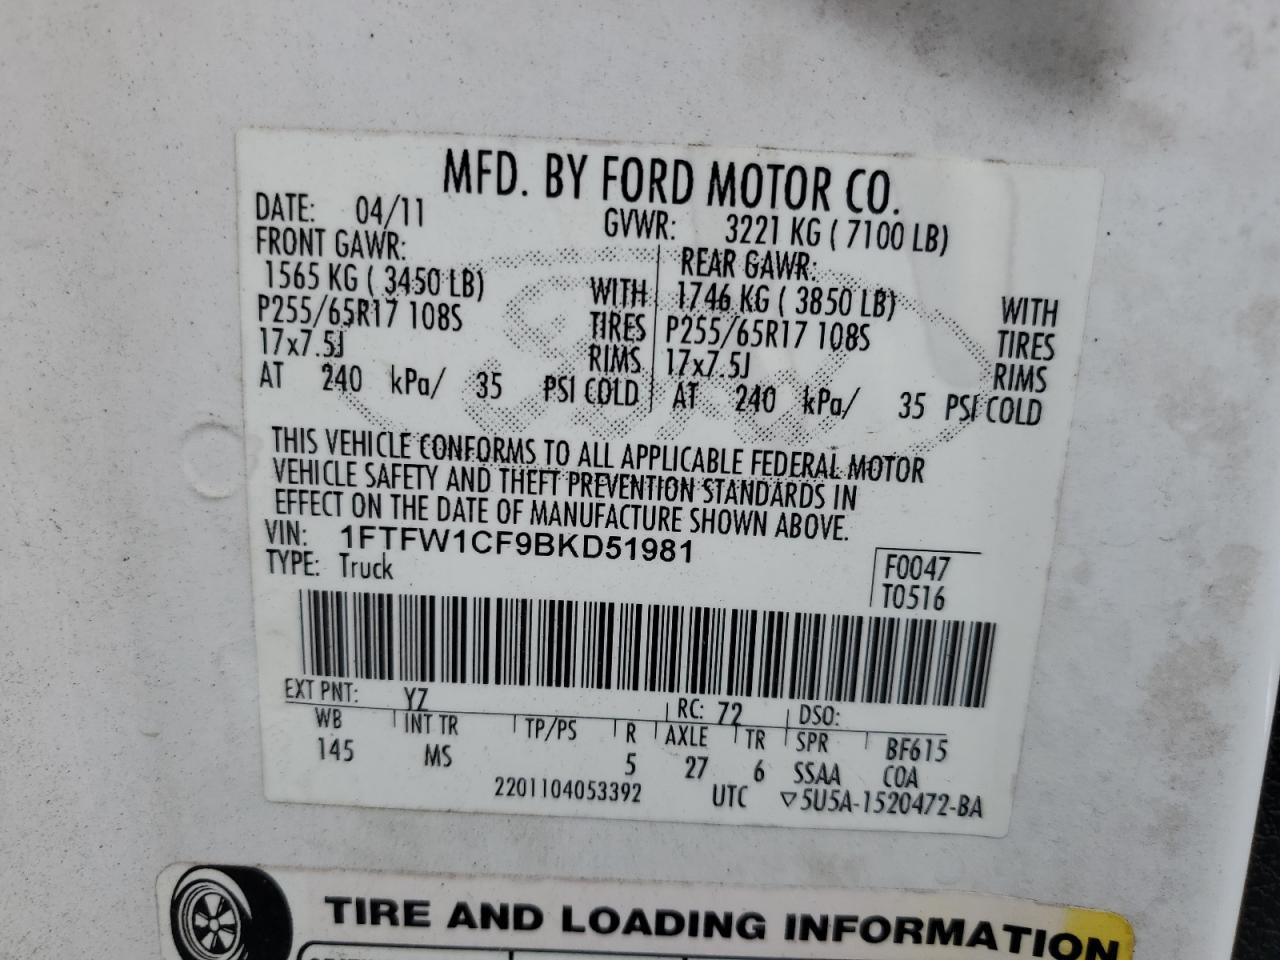 MFD. BY FORD MOTOR CO.
DATE: 04/11 GVWR: 3221 KG ( 7100 LB)
FRONT GAWR: REAR GAWR:
1565 KG ( 3450 LB) WITH 1746 KG ( 3850 LB) WITH
P255/65R17 108S TIRES P255/65R17 108S TIRES
17x7.5J RIMS 17x7.5J RIMS
AT 240 kPa/ 35 PSI COLD AT 240 kPa/ 35 PSI COLD
THIS VEHICLE CONFORMS TO ALL APPLICABLE FEDERAL MOTOR
VEHICLE SAFETY AND THEFT PREVENTION STANDARDS IN
EFFECT ON THE DATE OF MANUFACTURE SHOWN ABOVE.
VIN: 1FTFW1CF9BKD51981
TYPE: Truck
F0047
T0516
EXT PNT: YZ RC: 72 DSO:
WB INT TR TP/PS R AXLE TR SPR BF615
145 MS 5 27 6 SSAA COA
2201104053392 UTC ▽5U5A-1520472-BA
TIRE AND LOADING INFORMATION